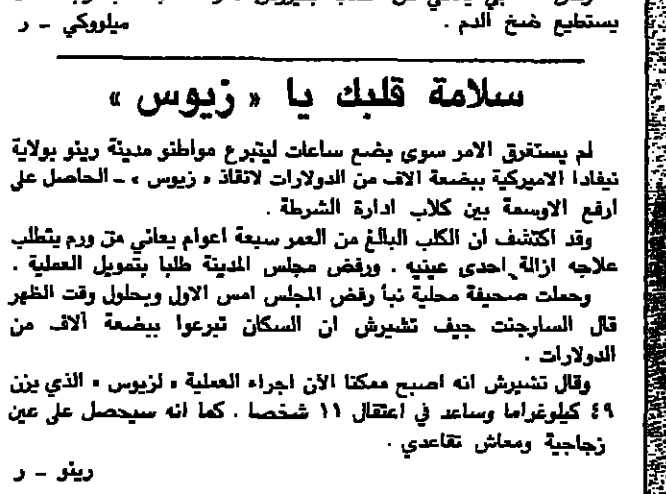 يستطيع ضخ الدم .
ميلووكي - ر
سلامة قلبك يا « زيوس »
لم يستغرق الامر سوى بضع ساعات ليتبرع مواطنو مدينة رينو بولاية
نيفادا الاميركية ببضعة الاف من الدولارات لانقاذ « زيوس » - الحاصل على
ارفع الاوسمة بين كلاب ادارة الشرطة .
وقد اكتشف ان الكلب البالغ من العمر سبعة اعوام يعاني من ورم يتطلب
علاجه ازالة احدى عينيه . ورفض مجلس المدينة طلبا بتمويل العملية .
وحملت صحيفة محلية نبأ رفض المجلس امس الاول وبحلول وقت الظهر
قال السارجنت جيف تشيرش ان السكان تبرعوا ببضعة آلاف من
الدولارات .
وقال تشيرش انه اصبح ممكنا الآن اجراء العملية « لزيوس » الذي يزن
٤٩ كيلوغراما وساعد في اعتقال ١١ شخصا . كما انه سيحصل على عين
زجاجية ومعاش تقاعدي .
رينو - ر